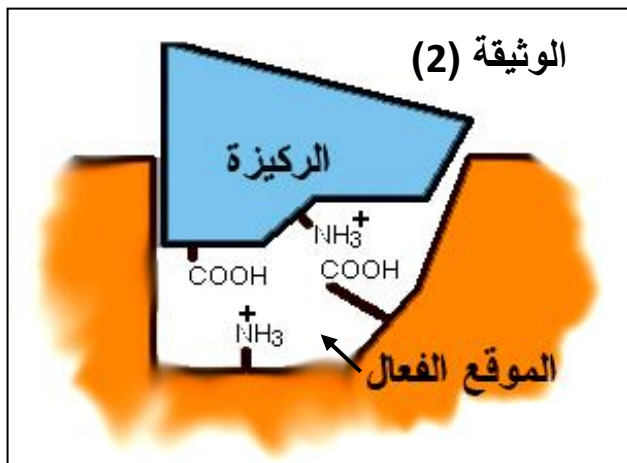 الوثيقة (2)
الركيزة
+
NH3
COOH
COOH
+
NH3
الموقع الفعال